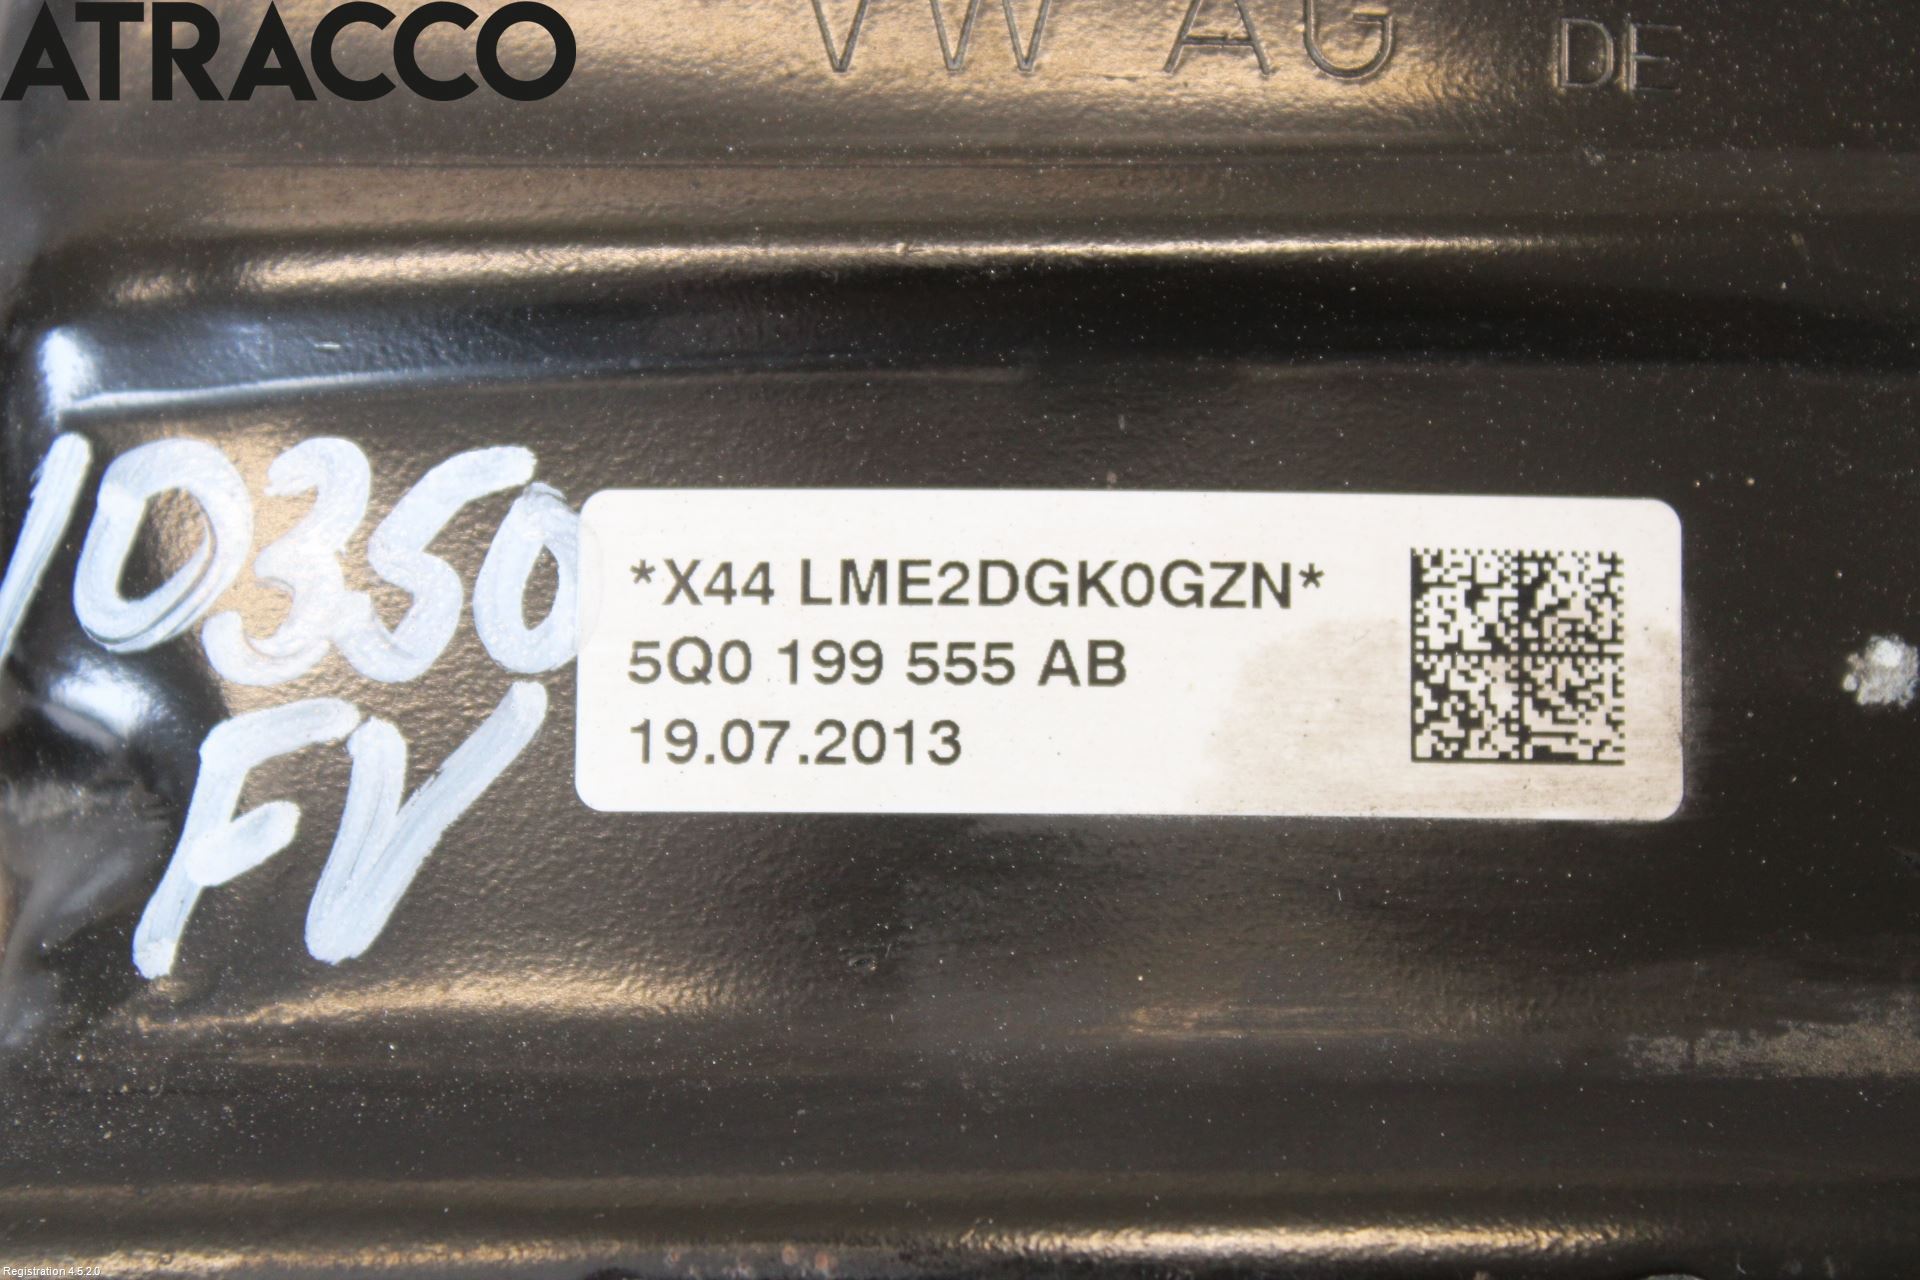 ATRACCO
VW AG DE
10350
FV
*X44 LME2DGK0GZN*
5Q0 199 555 AB
19.07.2013
Registration 4.5.2.0